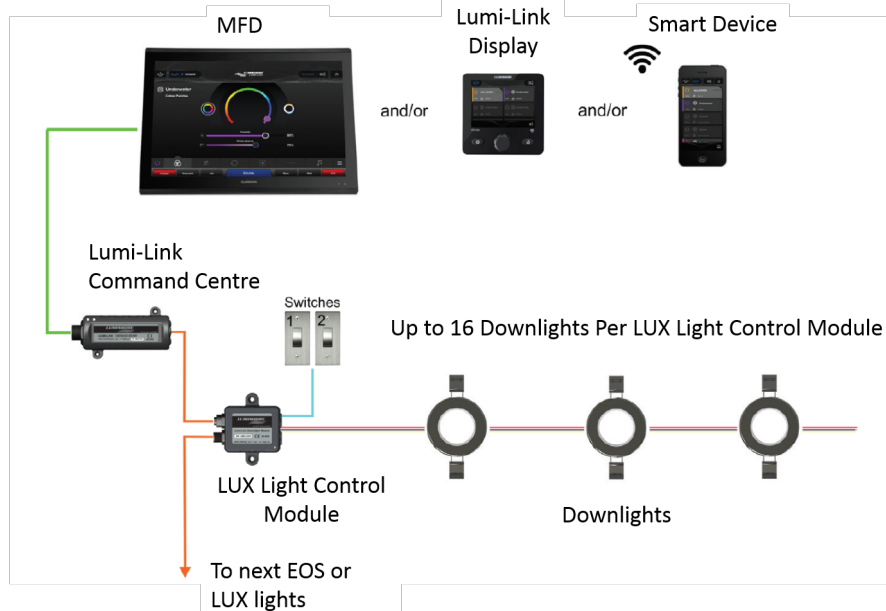 MFD
Lumi-Link
Display
Smart Device
Underwater
and/or
and/or
Lumi-Link
Command Centre
Switches
1 2
Up to 16 Downlights Per LUX Light Control Module
LUX Light Control
Module
Downlights
To next EOS or
LUX lights